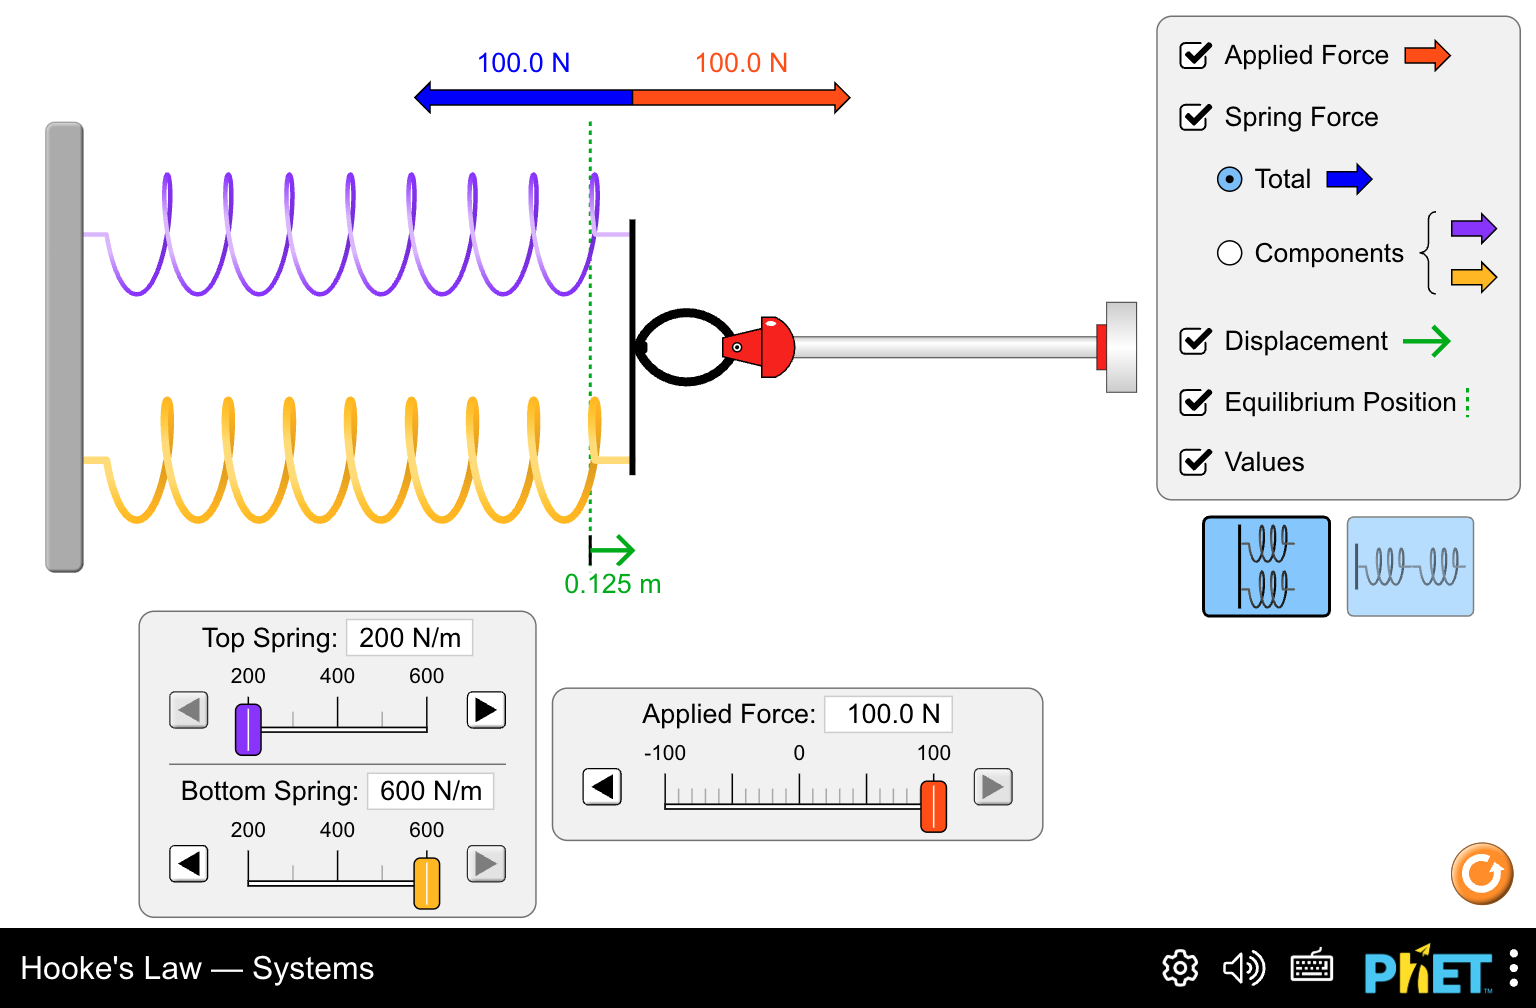 100.0 N 100.0 N
Applied Force
Spring Force
Total
Components
Displacement
Equilibrium Position
Values
0.125 m
Top Spring: 200 N/m
200 400 600
Bottom Spring: 600 N/m
200 400 600
Applied Force: 100.0 N
-100 0 100
Hooke's Law — Systems
PhET™